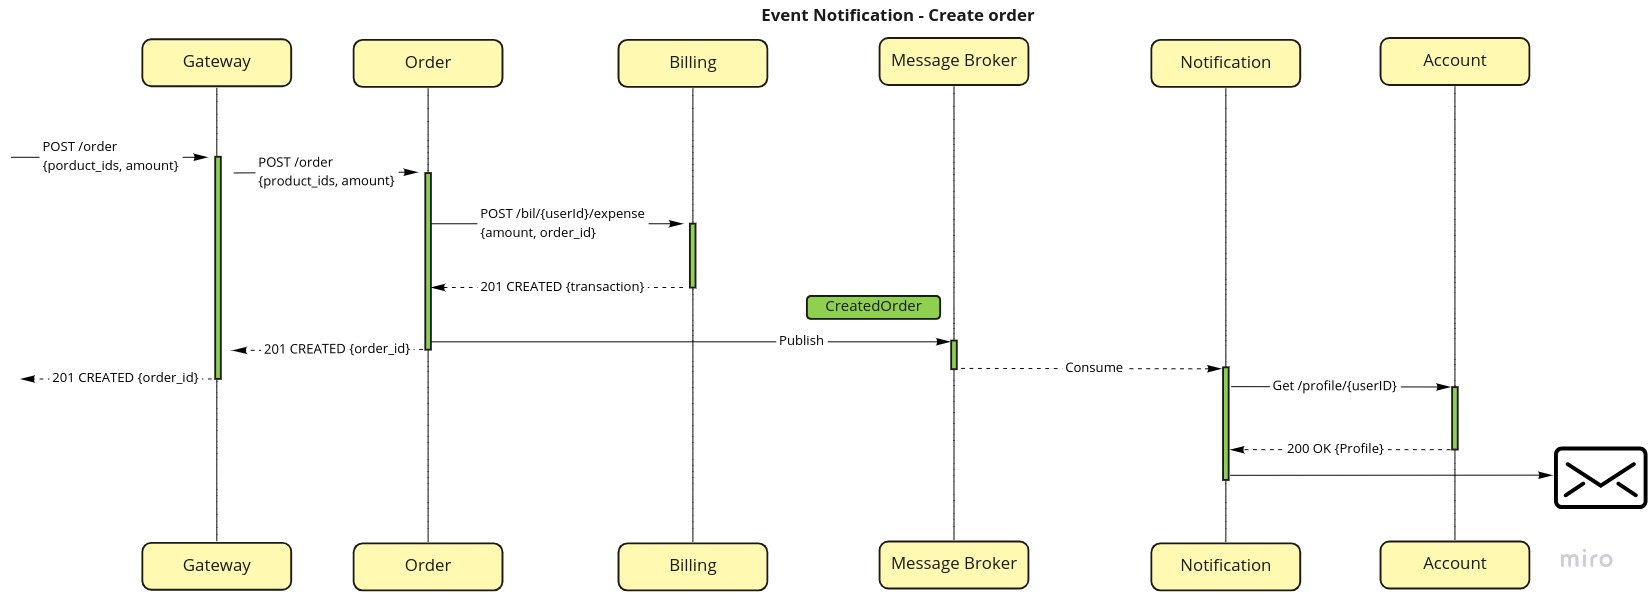 Event Notification - Create order
Gateway
Order
Billing
Message Broker
Notification
Account
POST /order
{porduct_ids, amount}
POST /order
{product_ids, amount}
POST /bil/{userId}/expense
{amount, order_id}
201 CREATED {transaction}
CreatedOrder
Publish
201 CREATED {order_id}
Consume
201 CREATED {order_id}
Get /profile/{userID}
200 OK {Profile}
Gateway
Order
Billing
Message Broker
Notification
Account
miro